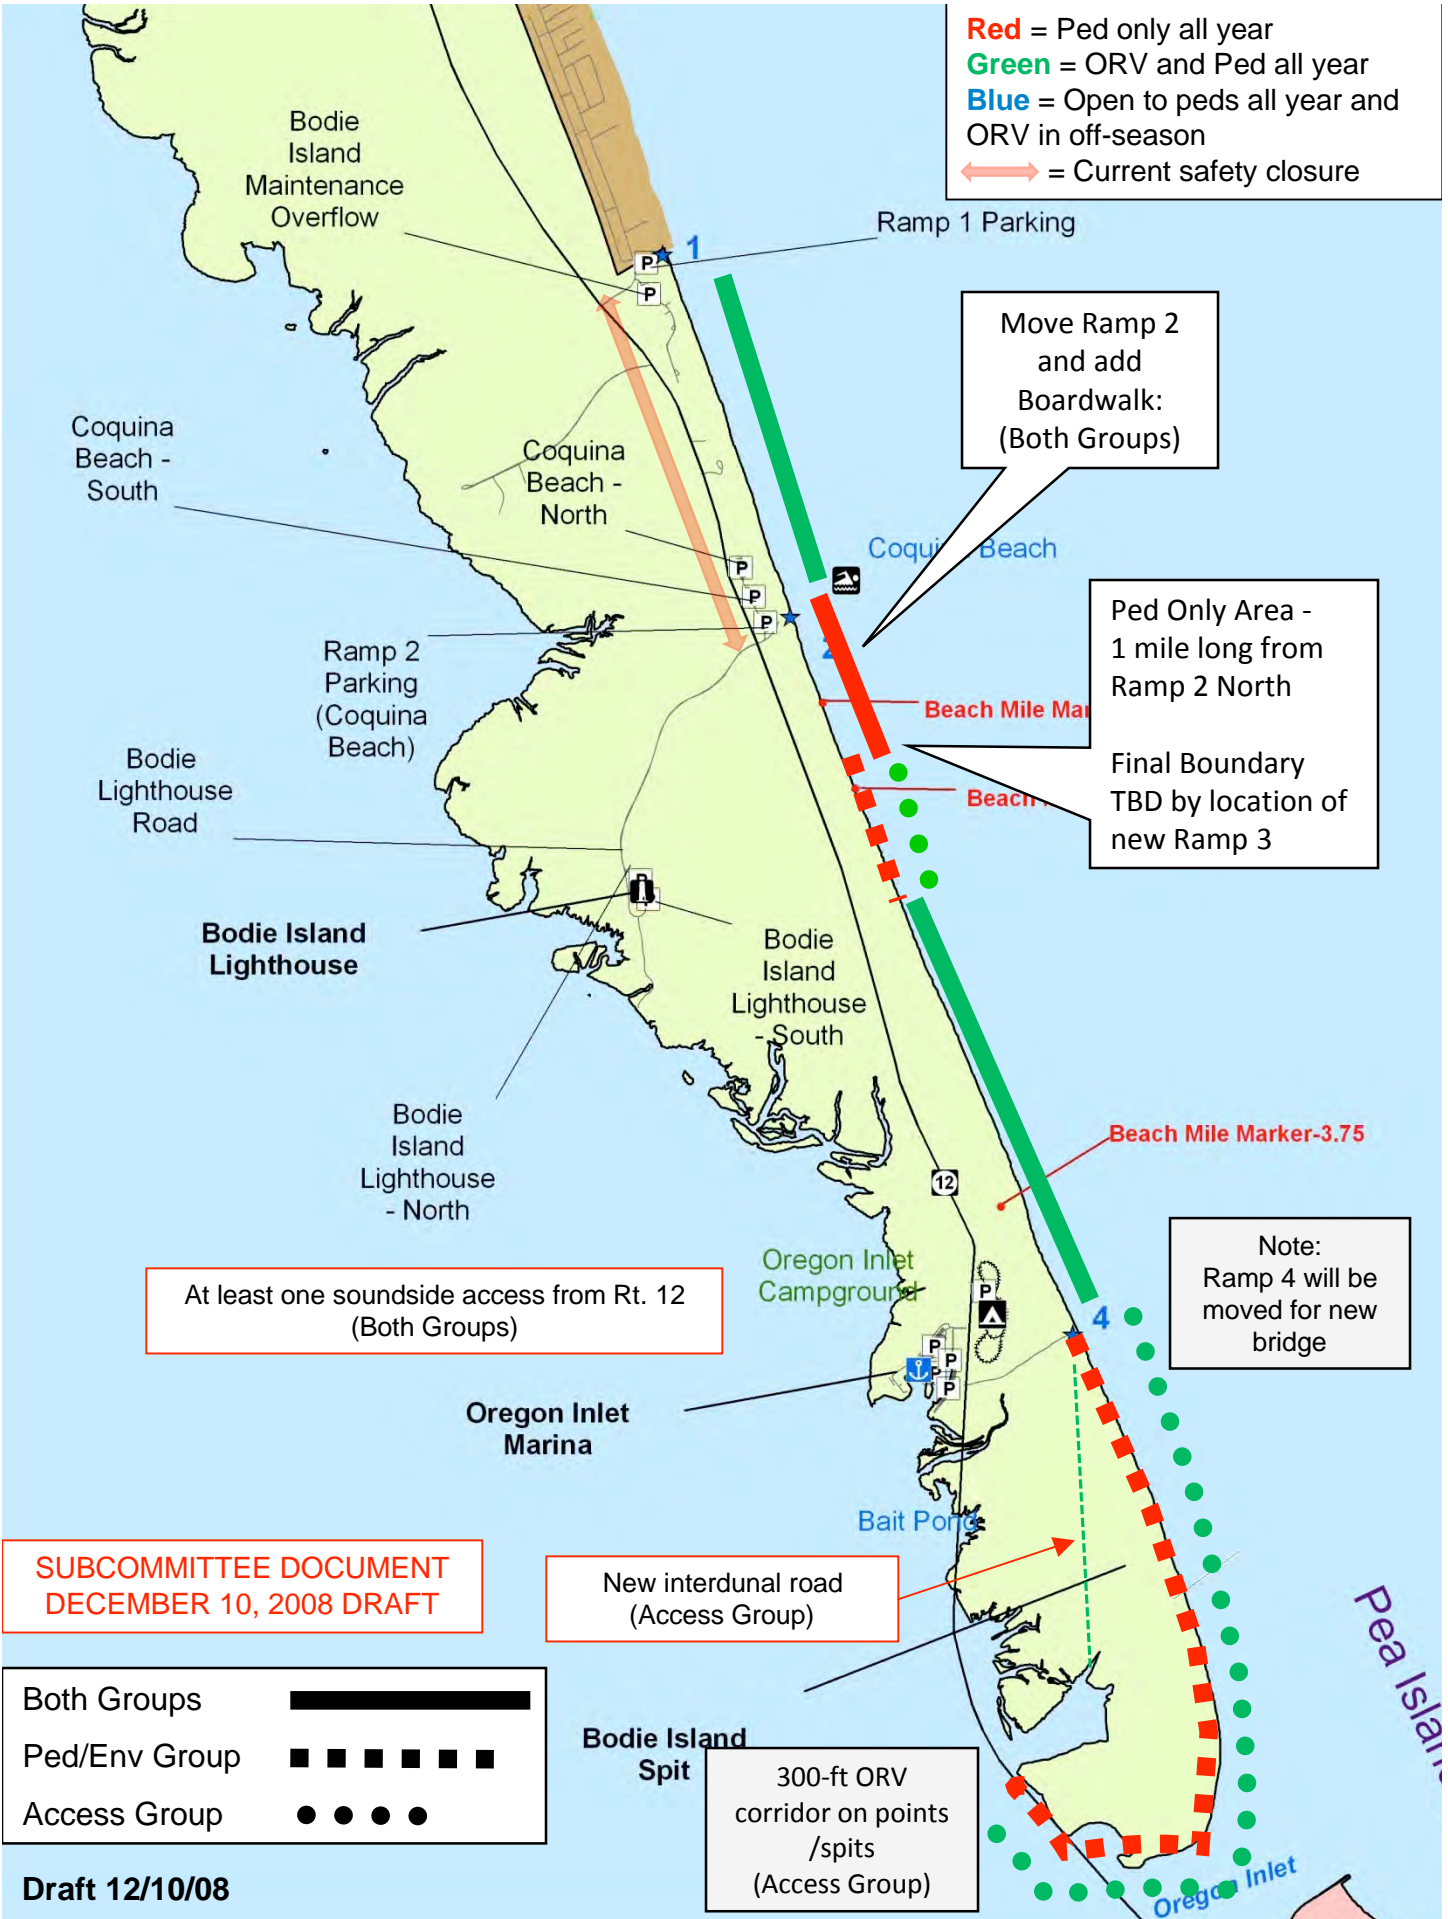 Red = Ped only all year
Green = ORV and Ped all year
Blue = Open to peds all year and
ORV in off-season
= Current safety closure
Bodie
Island
Maintenance
Overflow
Ramp 1 Parking
P
1
P
Move Ramp 2
and add
Boardwalk:
(Both Groups)
Coquina
Beach -
South
Coquina
Beach -
North
P
P
P
Beach
Ped Only Area -
1 mile long from
Ramp 2 North
Final Boundary
TBD by location of
new Ramp 3
Ramp 2
Parking
(Coquina
Beach)
Beach Mile
Beach
Bodie
Lighthouse
Road
Bodie Island
Lighthouse
Bodie
Island
Lighthouse
- South
Bodie
Island
Lighthouse
- North
Beach Mile Marker-3.75
12
At least one soundside access from Rt. 12
(Both Groups)
Oregon Inlet
Campground
P
4
Note:
Ramp 4 will be
moved for new
bridge
P
P
P
P
Oregon Inlet
Marina
Bait Pond
SUBCOMMITTEE DOCUMENT
DECEMBER 10, 2008 DRAFT
New interdunal road
(Access Group)
Pea Island
Both Groups
Ped/Env Group
Access Group
Bodie Island
Spit
300-ft ORV
corridor on points
/spits
(Access Group)
Oregon Inlet
Draft 12/10/08